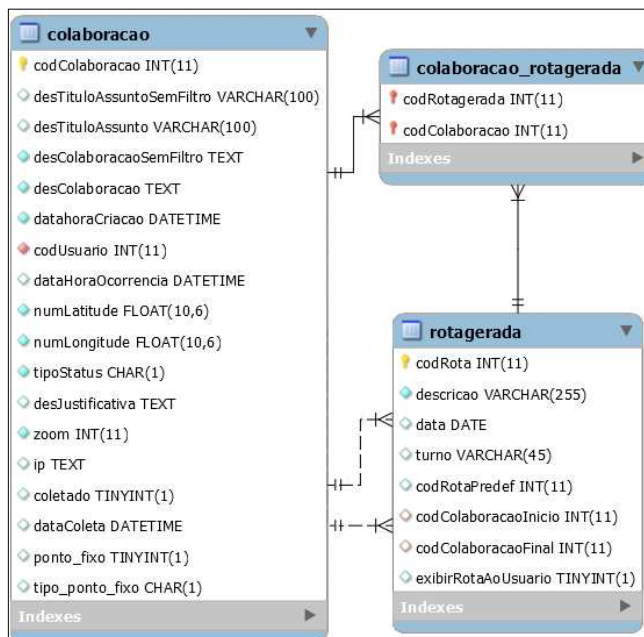 colaboracao
codColaboracao INT(11)
desTituloAssuntoSemFiltro VARCHAR(100)
desTituloAssunto VARCHAR(100)
desColaboracaoSemFiltro TEXT
desColaboracao TEXT
datahoraCriacao DATETIME
codUsuario INT(11)
dataHoraOcorrencia DATETIME
numLatitude FLOAT(10,6)
numLongitude FLOAT(10,6)
tipoStatus CHAR(1)
desJustificativa TEXT
zoom INT(11)
ip TEXT
coletado TINYINT(1)
dataColeta DATETIME
ponto_fixo TINYINT(1)
tipo_ponto_fixo CHAR(1)
Indexes
colaboracao_rotagerada
codRotagerada INT(11)
codColaboracao INT(11)
Indexes
rotagerada
codRota INT(11)
descricao VARCHAR(255)
data DATE
turno VARCHAR(45)
codRotaPredef INT(11)
codColaboracaoInicio INT(11)
codColaboracaoFinal INT(11)
exibirRotaAoUsuario TINYINT(1)
Indexes